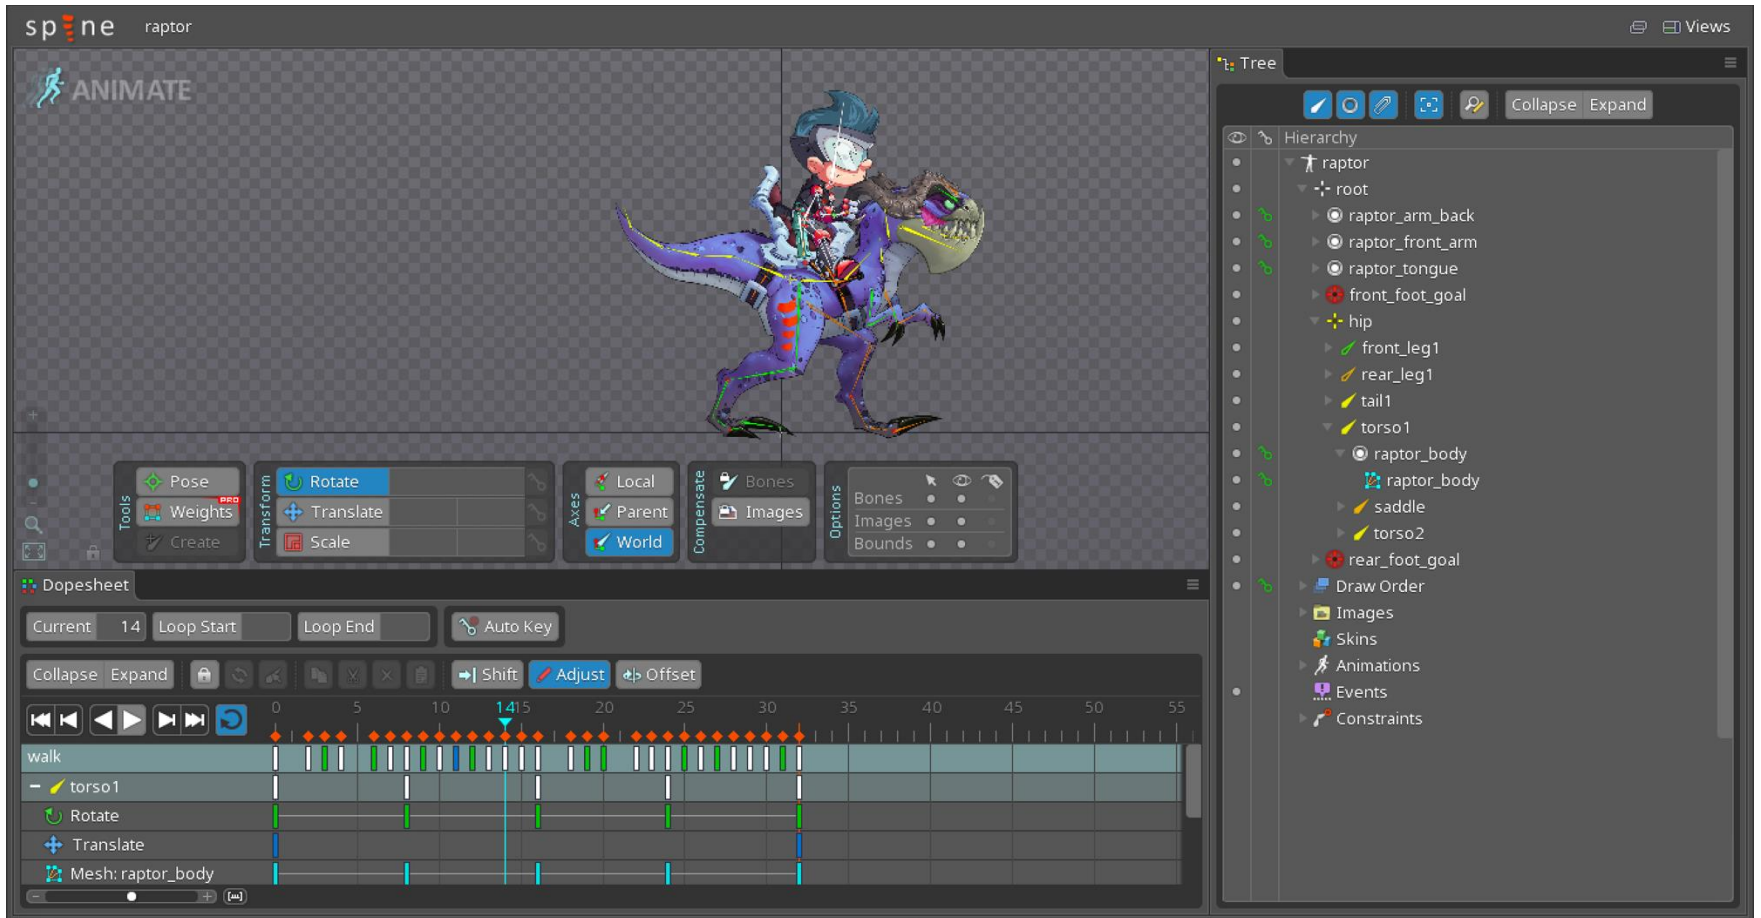 spine raptor Views
ANIMATE
Tree
Collapse Expand
Hierarchy
raptor
root
raptor_arm_back
raptor_front_arm
raptor_tongue
front_foot_goal
hip
front_leg1
rear_leg1
tail1
torso1
raptor_body
raptor_body
saddle
torso2
rear_foot_goal
Draw Order
Images
Skins
Animations
Events
Constraints
Tools
Pose
Weights PRO
Create
Transform
Rotate
Translate
Scale
Axes
Local
Parent
World
Compensate
Bones
Images
Options
Bones
Images
Bounds
Dopesheet
Current 14 Loop Start Loop End Auto Key
Collapse Expand Shift Adjust Offset
0 5 10 14 15 20 25 30 35 40 45 50 55
walk
torso1
Rotate
Translate
Mesh: raptor_body